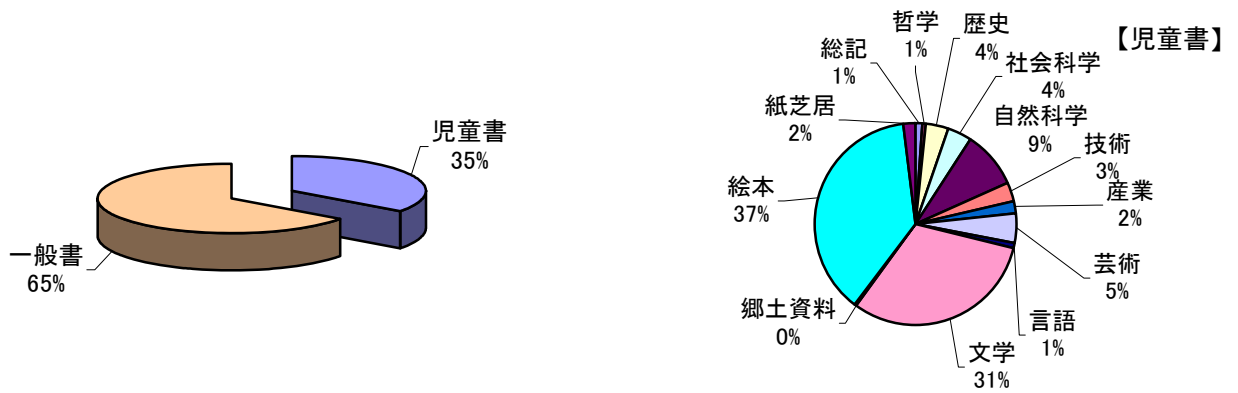 児童書
35%
一般書
65%
【児童書】
総記
1%
哲学
1%
歴史
4%
社会科学
4%
自然科学
9%
技術
3%
産業
2%
芸術
5%
言語
1%
文学
31%
郷土資料
0%
絵本
37%
紙芝居
2%